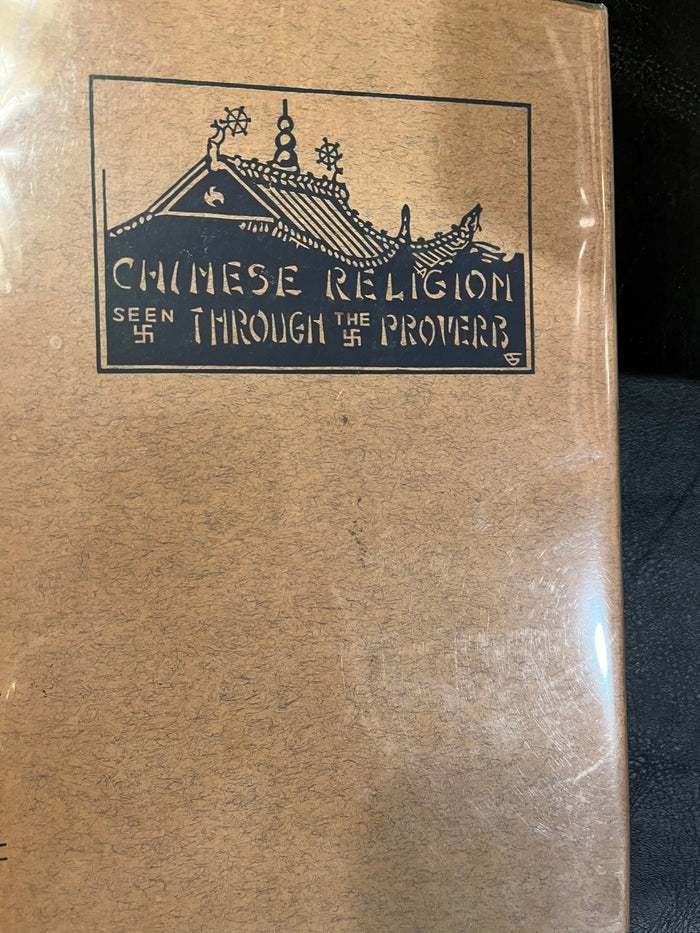 CHINESE RELIGION
SEEN THROUGH THE PROVERB
卐 卐